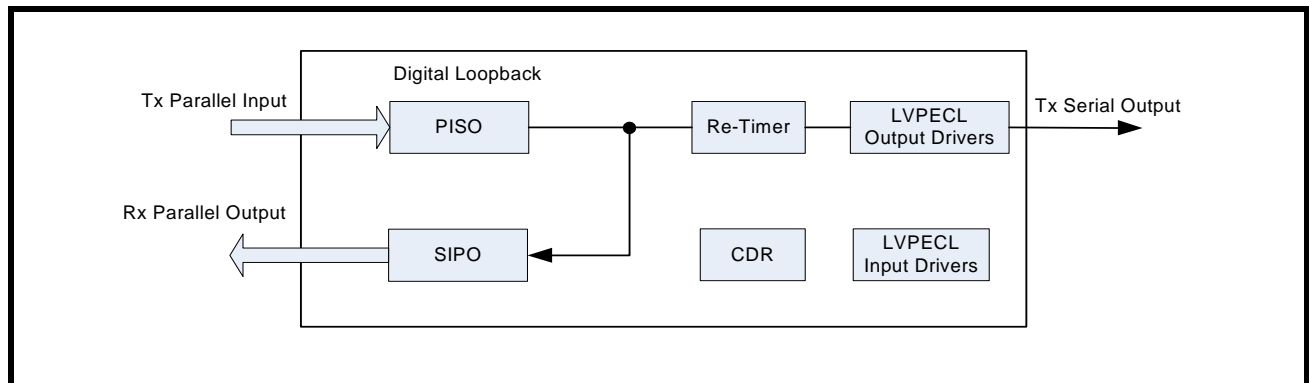 Digital Loopback
Tx Parallel Input
PISO
Re-Timer
LVPECL
Output Drivers
Tx Serial Output
Rx Parallel Output
SIPO
CDR
LVPECL
Input Drivers